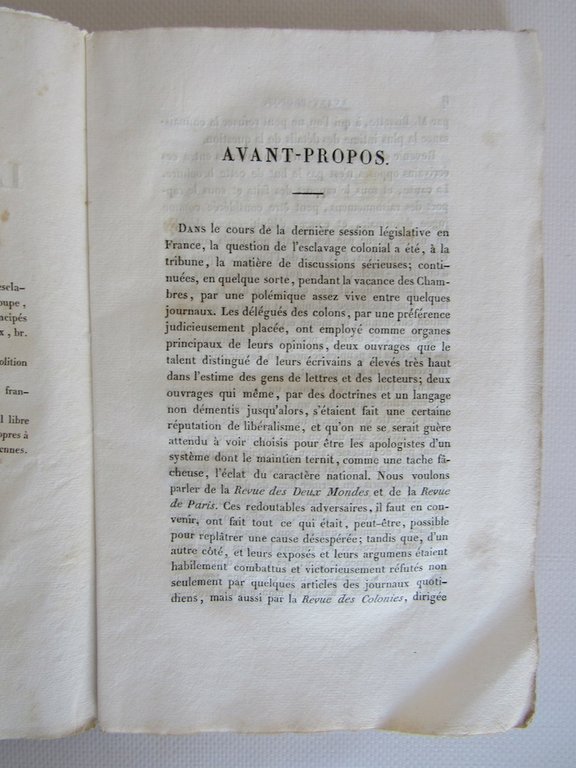 escla-
oupe,
ncipés
x, br.
olition
fran-
l libre
opres à
ennes.
AVANT-PROPOS.
DANS le cours de la dernière session législative en
France, la question de l'esclavage colonial a été, à la
tribune, la matière de discussions sérieuses; conti-
nuées, en quelque sorte, pendant la vacance des Cham-
bres, par une polémique assez vive entre quelques
journaux. Les délégués des colons, par une préférence
judicieusement placée, ont employé comme organes
principaux de leurs opinions, deux ouvrages que le
talent distingué de leurs écrivains a élevés très haut
dans l'estime des gens de lettres et des lecteurs; deux
ouvrages qui même, par des doctrines et un langage
non démentis jusqu'alors, s'étaient fait une certaine
réputation de libéralisme, et qu'on ne se serait guère
attendu à voir choisis pour être les apologistes d'un
système dont le maintien ternit, comme une tache fâ-
cheuse, l'éclat du caractère national. Nous voulons
parler de la Revue des Deux Mondes et de la Revue
de Paris. Ces redoutables adversaires, il faut en con-
venir, ont fait tout ce qui était, peut-être, possible
pour replâtrer une cause désespérée; tandis que, d'un
autre côté, et leurs exposés et leurs argumens étaient
habilement combattus et victorieusement réfutés non
seulement par quelques articles des journaux quoti-
diens, mais aussi par la Revue des Colonies, dirigée